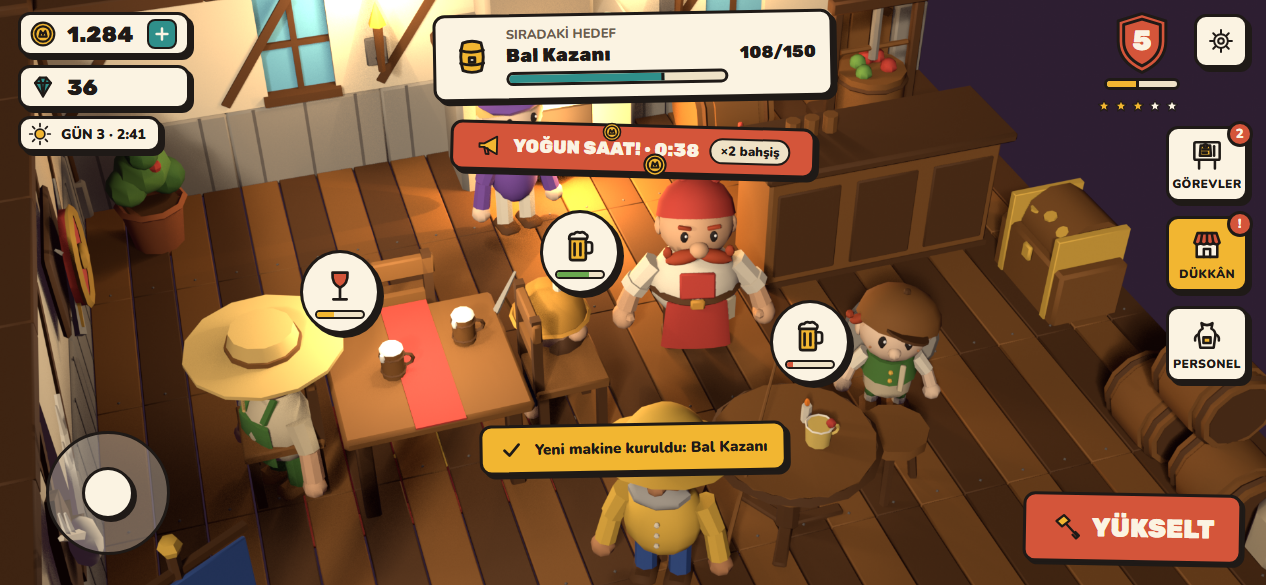 1.284
36
GÜN 3 · 2:41
SIRADAKİ HEDEF
Bal Kazanı
108/150
YOĞUN SAAT! · 0:38
×2 bahşiş
5
2
GÖREVLER
!
DÜKKÂN
PERSONEL
Yeni makine kuruldu: Bal Kazanı
YÜKSELT